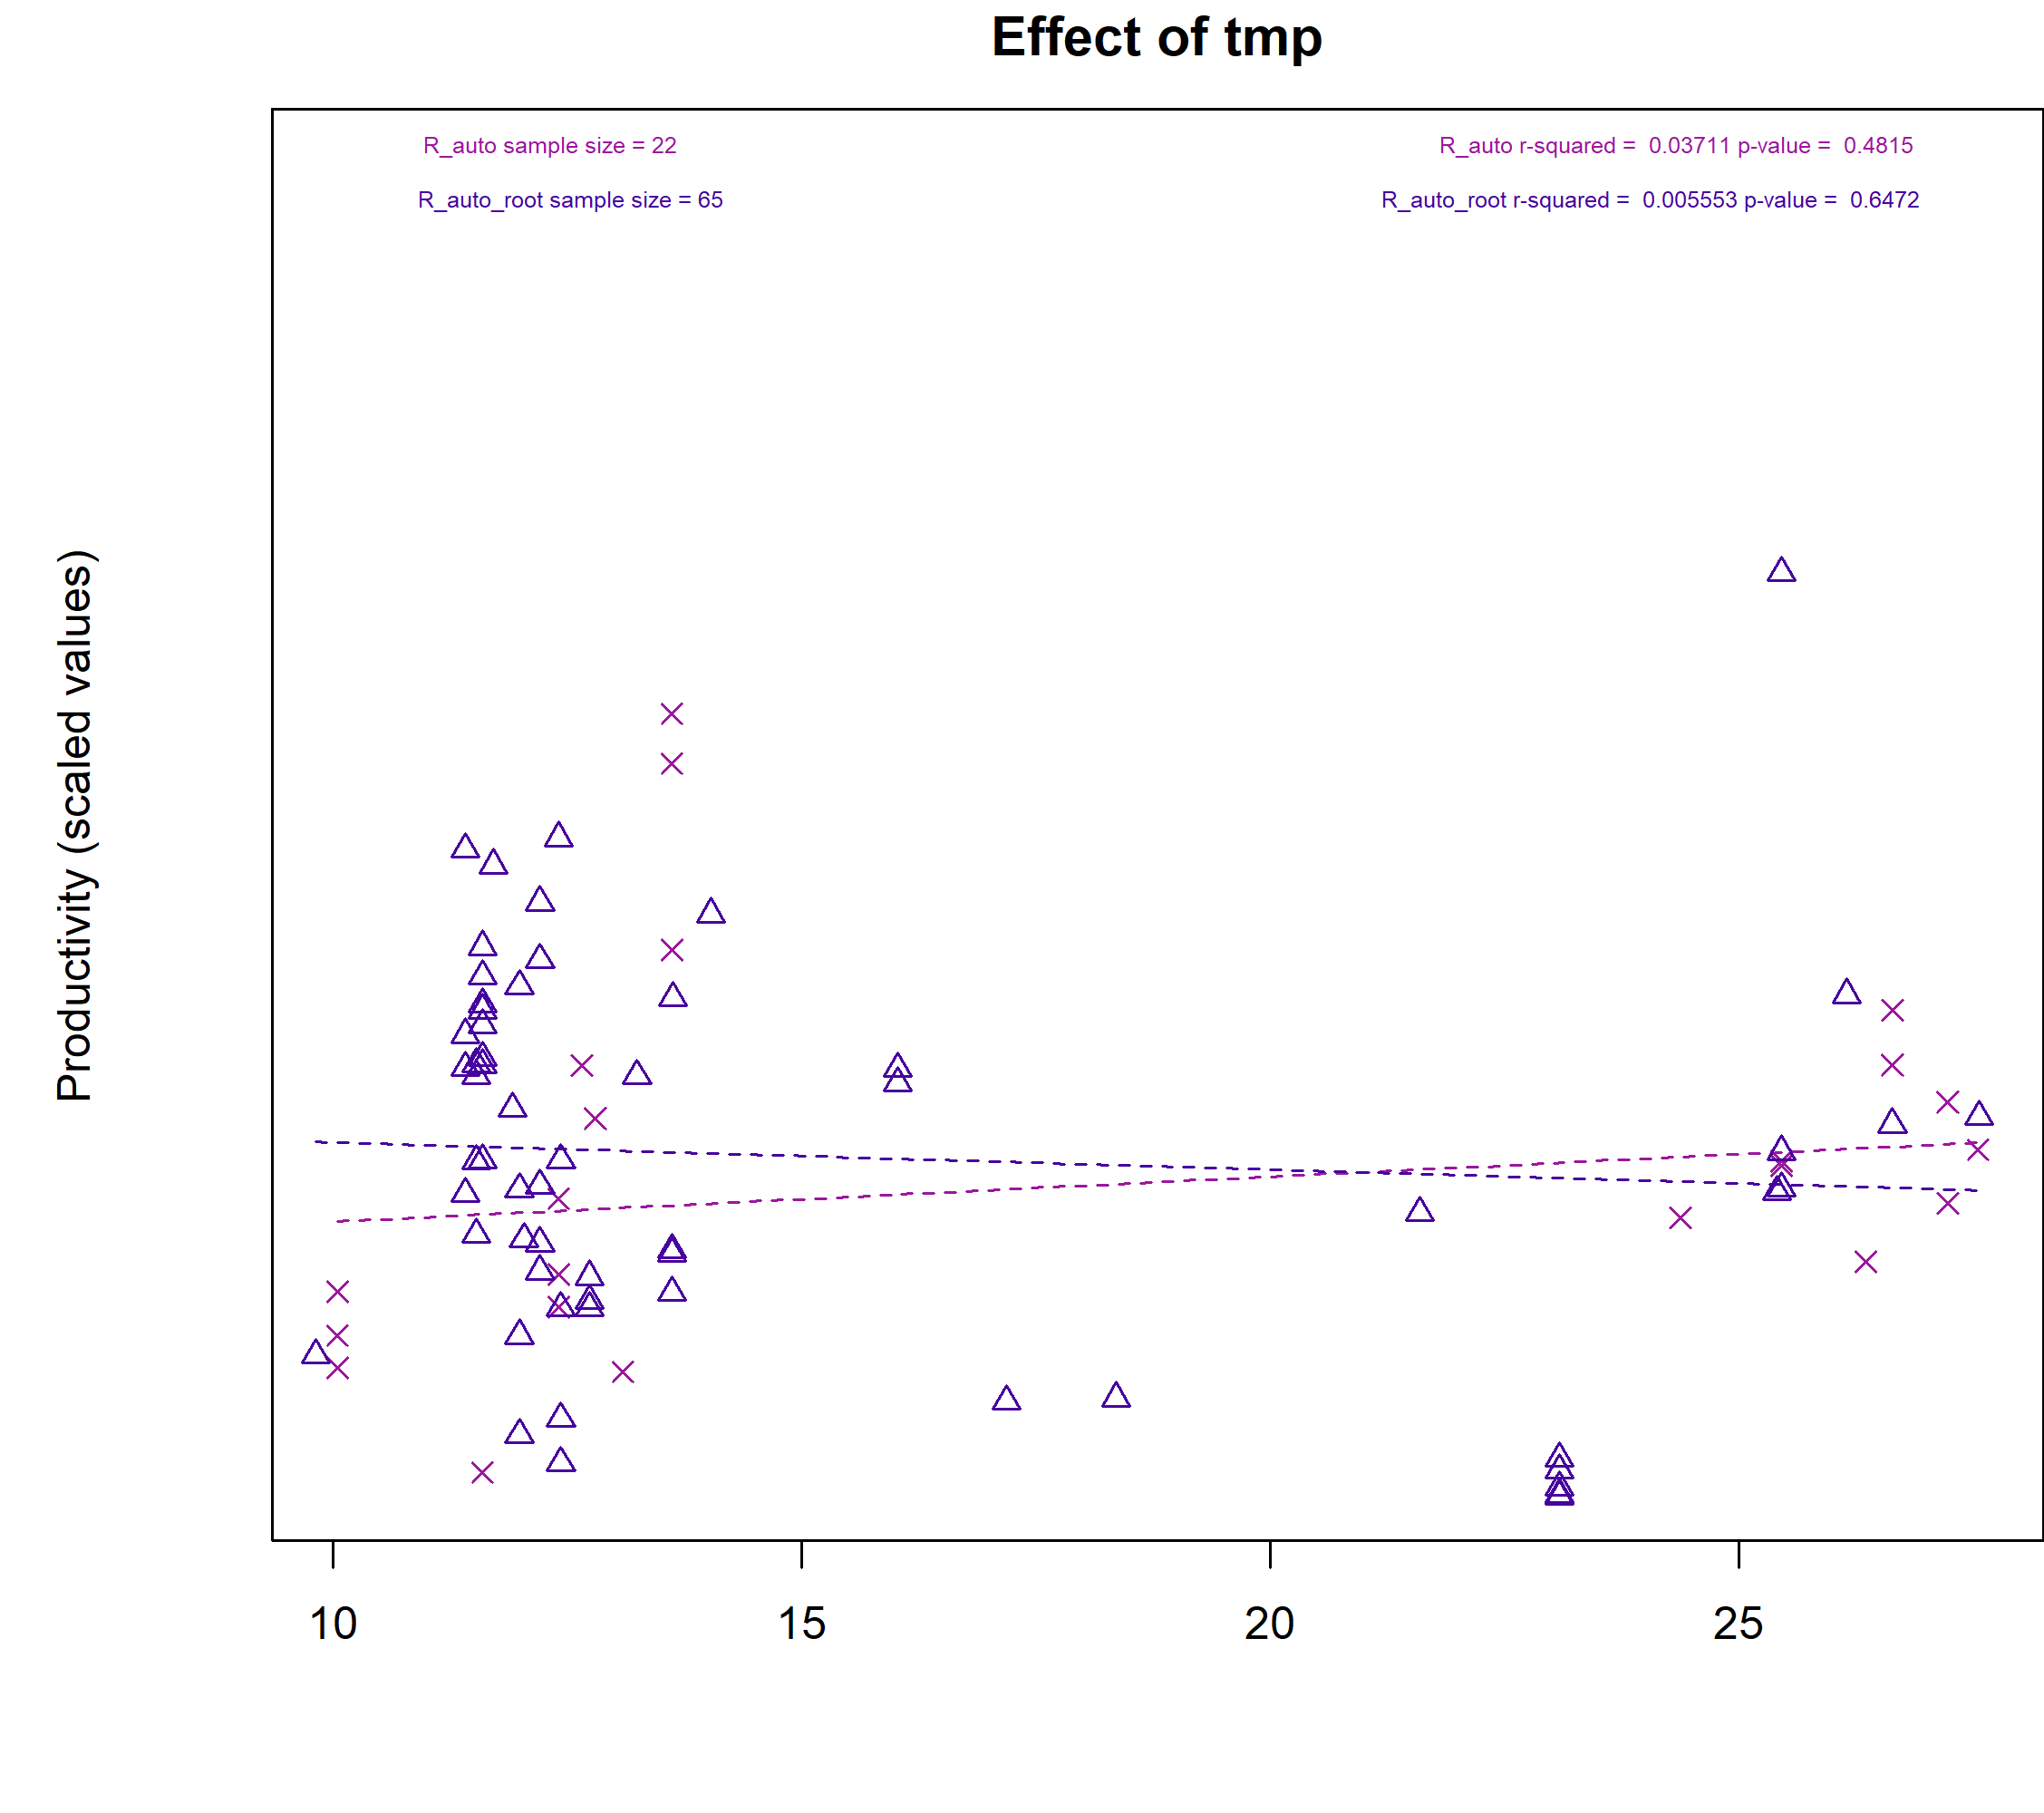 Effect of tmp
R_auto sample size = 22
R_auto r-squared =  0.03711 p-value =  0.4815
R_auto_root sample size = 65
R_auto_root r-squared =  0.005553 p-value =  0.6472
Productivity (scaled values)
10 15 20 25